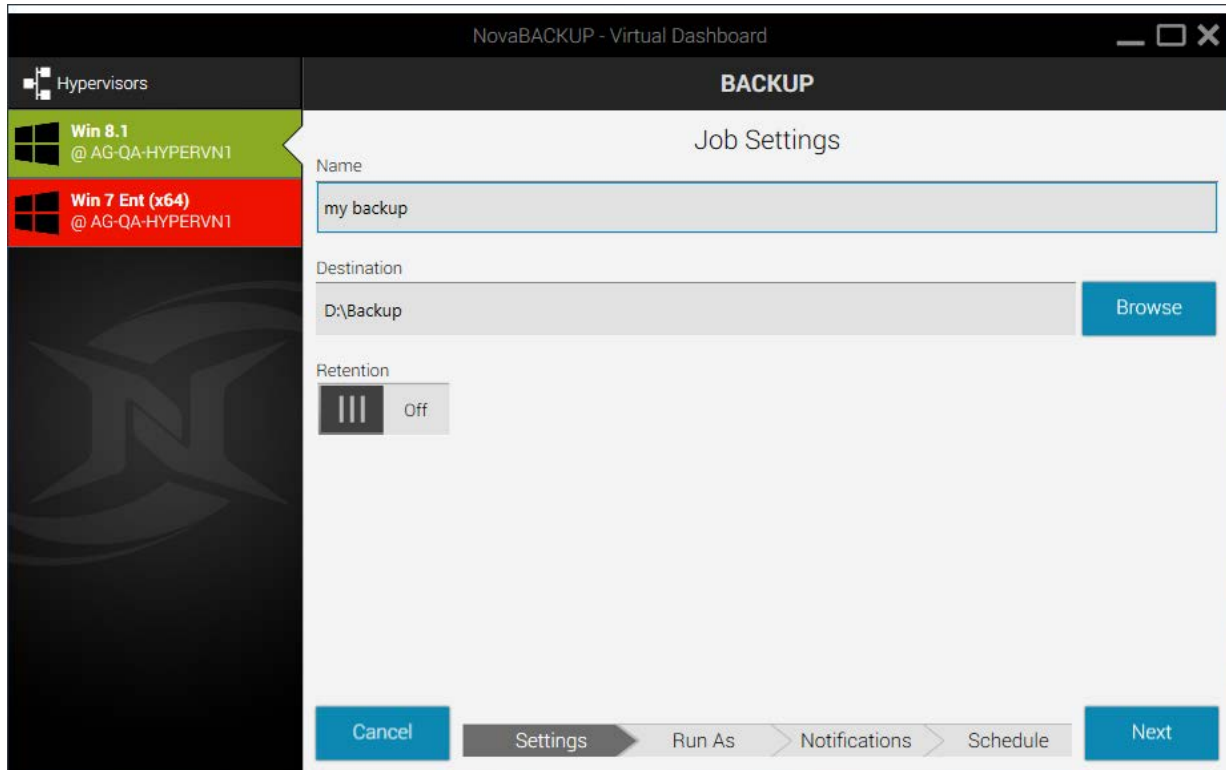 NovaBACKUP - Virtual Dashboard
Hypervisors
BACKUP
Win 8.1
@ AG-QA-HYPERVN1
Win 7 Ent (x64)
@ AG-QA-HYPERVN1
Job Settings
Name
my backup
Destination
D:\Backup
Browse
Retention
Off
Cancel
Settings
Run As
Notifications
Schedule
Next